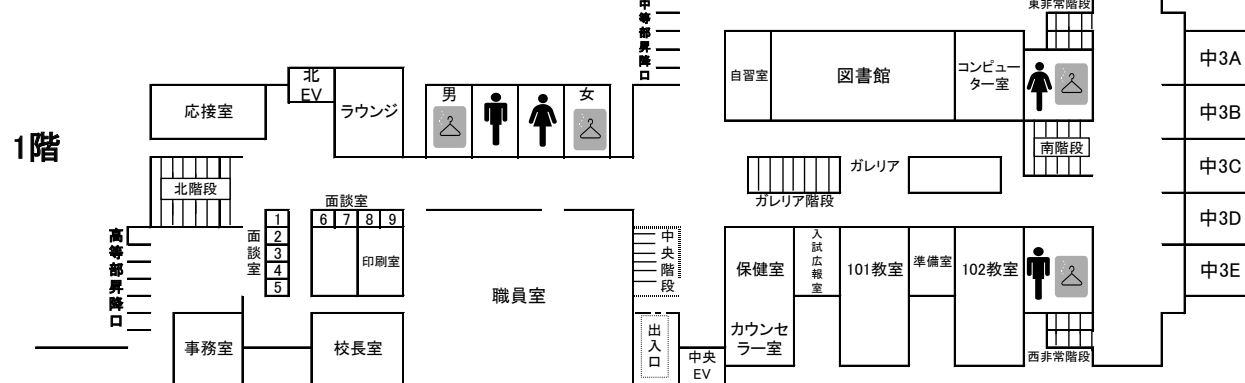 1階
応接室
北
EV
ラウンジ
男
女
中等部昇降口
自習室
図書館
コンピュー
ター室
東非常階段
中3A
中3B
中3C
中3D
中3E
南階段
ガレリア
ガレリア階段
北階段
面談室
6 7 8 9
面談室
1
2
3
4
5
印刷室
高等部昇降口
職員室
中央階段
保健室
入試広報室
101教室
準備室
102教室
事務室
校長室
出入口
中央
EV
カウンセ
ラー室
西非常階段